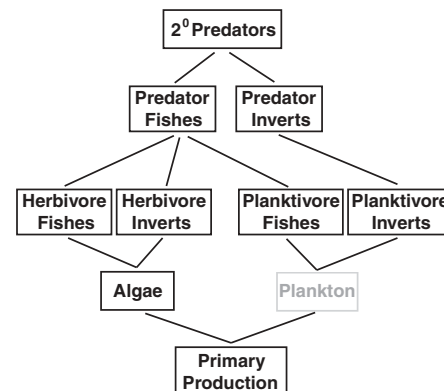 2⁰ Predators
Predator
Fishes
Predator
Inverts
Herbivore
Fishes
Herbivore
Inverts
Planktivore
Fishes
Planktivore
Inverts
Algae
Plankton
Primary
Production